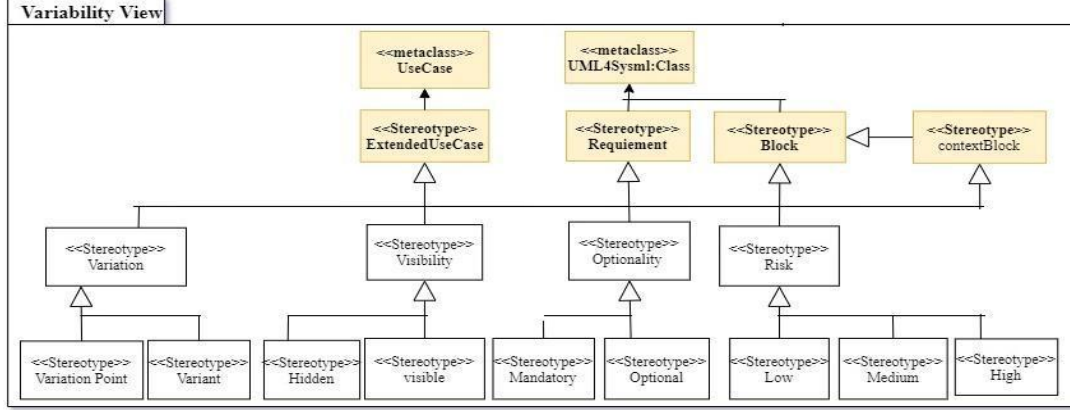 Variability View
<<metaclass>>
UseCase
<<metaclass>>
UML4Sysml:Class
<<Stereotype>>
ExtendedUseCase
<<Stereotype>>
Requiement
<<Stereotype>>
Block
<<Stereotype>>
contextBlock
<<Stereotype>>
Variation
<<Stereotype>>
Visibility
<<Stereotype>>
Optionality
<<Stereotype>>
Risk
<<Stereotype>>
Variation Point
<<Stereotype>>
Variant
<<Stereotype>>
Hidden
<<Stereotype>>
visible
<<Stereotype>>
Mandatory
<<Stereotype>>
Optional
<<Stereotype>>
Low
<<Stereotype>>
Medium
<<Stereotype>>
High